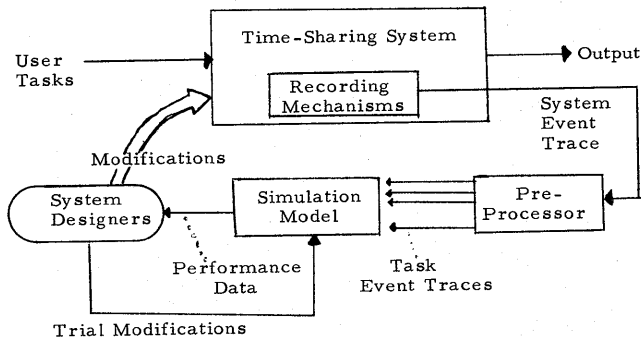 Time-Sharing System
User
Tasks
Output
Recording
Mechanisms
System
Event
Trace
Modifications
System
Designers
Simulation
Model
Pre-
Processor
Performance
Data
Task
Event Traces
Trial Modifications